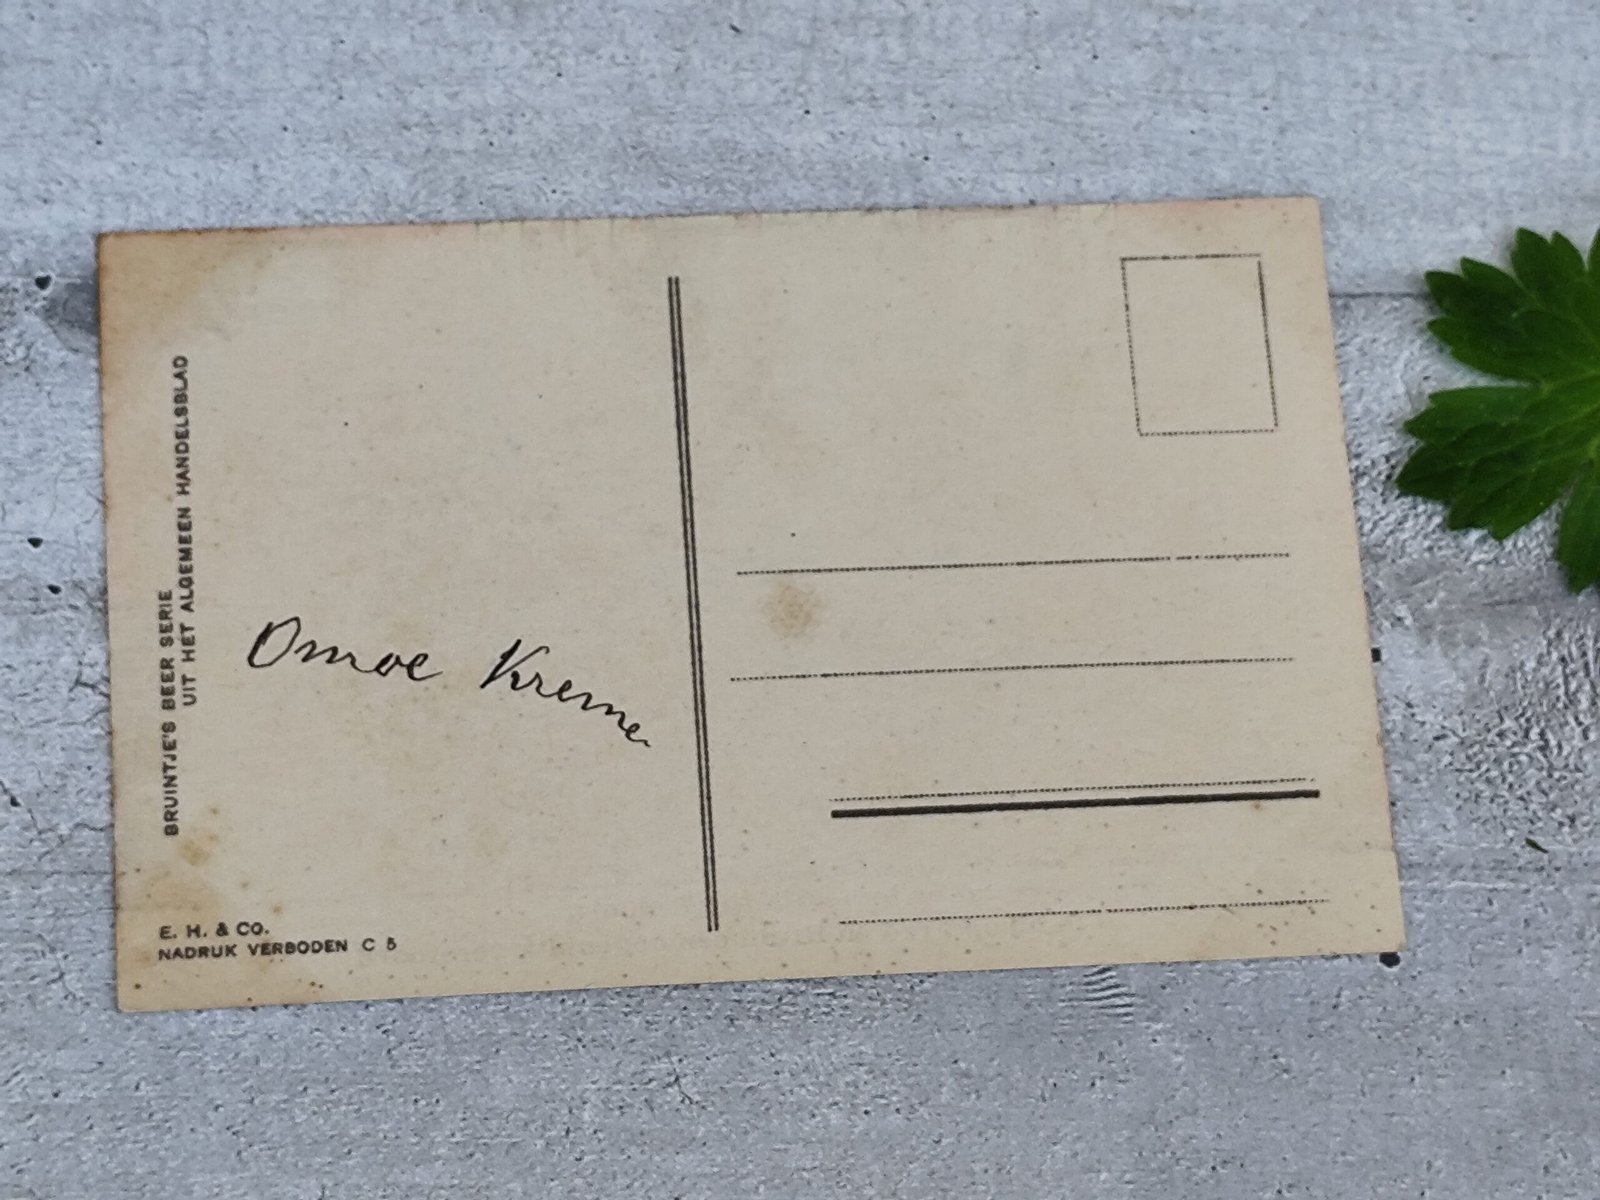 BRUINTJE'S BEER SERIE
UIT HET ALGEMEEN HANDELSBLAD
Omoe Kreme
E. H. & CO.
NADRUK VERBODEN C 5